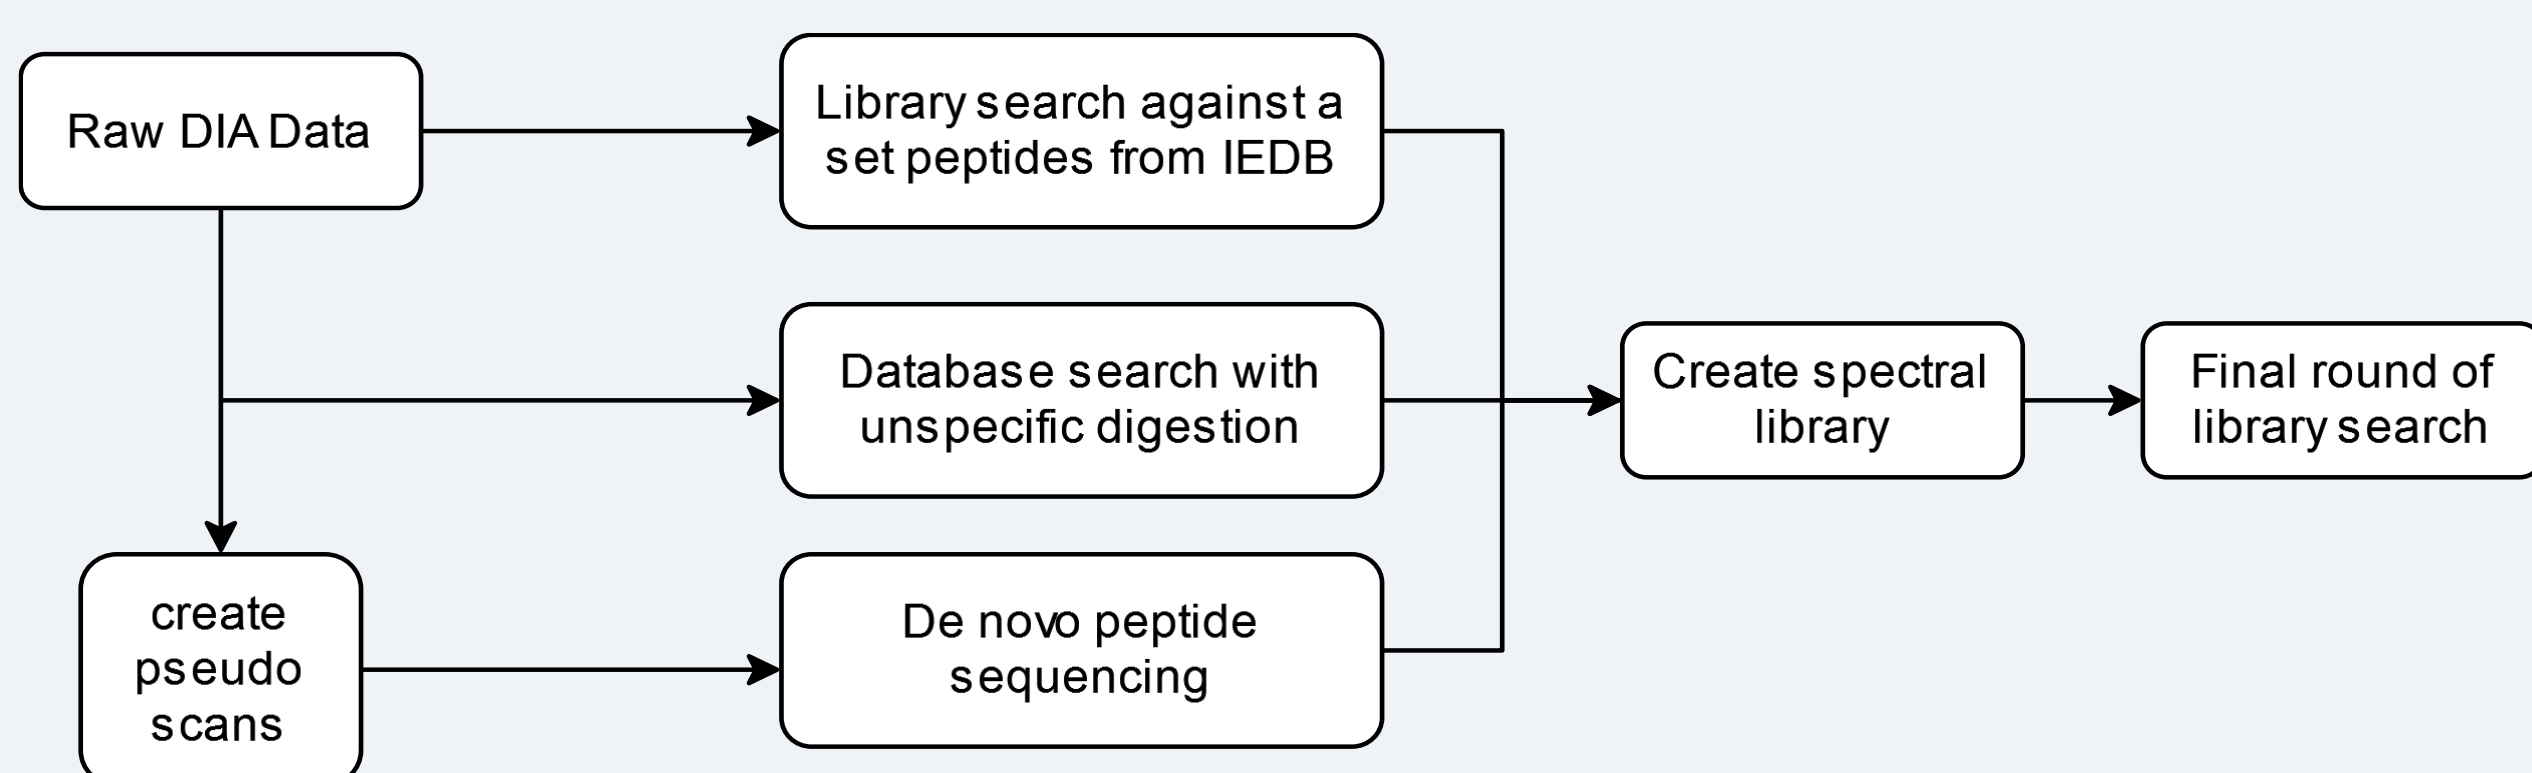 Raw DIA Data
Library search against a
set peptides from IEDB
Database search with
unspecific digestion
Create spectral
library
Final round of
library search
create
pseudo
scans
De novo peptide
sequencing